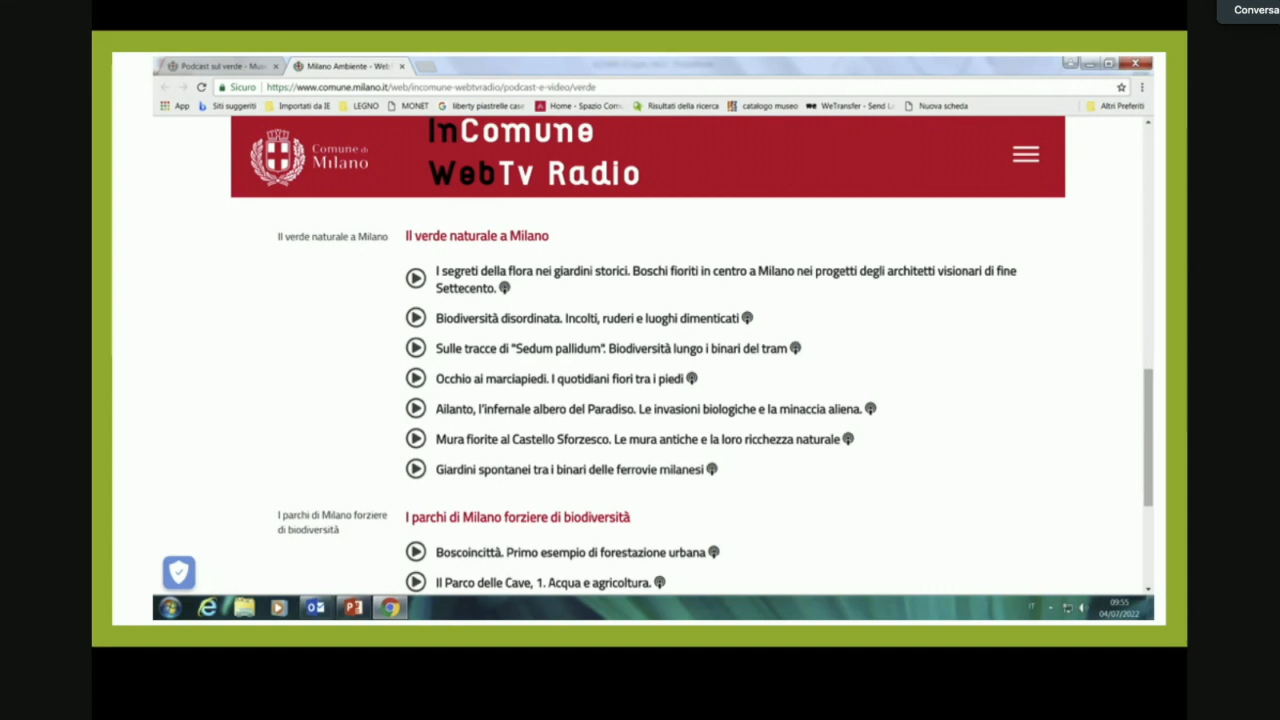 Conversa
Podcast sul verde - Mus
Milano Ambiente - Web
Sicuro
https://www.comune.milano.it/web/incomune-webtvradio/podcast-e-video/verde
App
Siti suggeriti
Importati da IE
LEGNO
MONET
liberty piastrelle case
Home - Spazio Com
Risultati della ricerca
catalogo museo
WeTransfer - Send L
Nuova scheda
Altri Preferiti
Comune di
Milano
InComune
WebTv Radio
Il verde naturale a Milano
Il verde naturale a Milano
I segreti della flora nei giardini storici. Boschi fioriti in centro a Milano nei progetti degli architetti visionari di fine
Settecento.
Biodiversità disordinata. Incolti, ruderi e luoghi dimenticati
Sulle tracce di "Sedum pallidum". Biodiversità lungo i binari del tram
Occhio ai marciapiedi. I quotidiani fiori tra i piedi
Ailanto, l'infernale albero del Paradiso. Le invasioni biologiche e la minaccia aliena.
Mura fiorite al Castello Sforzesco. Le mura antiche e la loro ricchezza naturale
Giardini spontanei tra i binari delle ferrovie milanesi
I parchi di Milano forziere
di biodiversità
I parchi di Milano forziere di biodiversità
Boscoincittà. Primo esempio di forestazione urbana
Il Parco delle Cave, 1. Acqua e agricoltura.
IT
09:55
04/07/2022